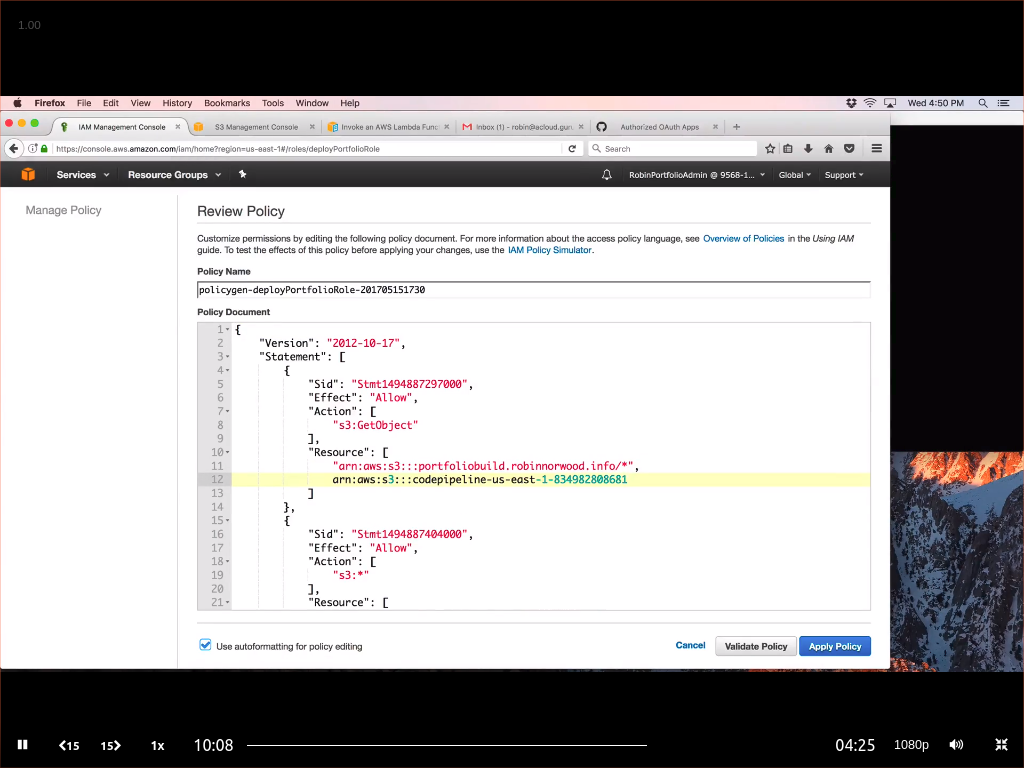 1.00
Firefox File Edit View History Bookmarks Tools Window Help Wed 4:50 PM
IAM Management Console × S3 Management Console × Invoke an AWS Lambda Func × Inbox (1) - robin@acloud.guru × Authorized OAuth Apps × +
https://console.aws.amazon.com/iam/home?region=us-east-1#/roles/deployPortfolioRole Search
Services Resource Groups RobinPortfolioAdmin @ 9568-1... Global Support
Manage Policy
Review Policy
Customize permissions by editing the following policy document. For more information about the access policy language, see Overview of Policies in the Using IAM
guide. To test the effects of this policy before applying your changes, use the IAM Policy Simulator.
Policy Name
policygen-deployPortfolioRole-201705151730
Policy Document
1 {
2 "Version": "2012-10-17",
3 "Statement": [
4 {
5 "Sid": "Stmt1494887297000",
6 "Effect": "Allow",
7 "Action": [
8 "s3:GetObject"
9 ],
10 "Resource": [
11 "arn:aws:s3:::portfoliobuild.robinnorwood.info/*",
12 arn:aws:s3:::codepipeline-us-east-1-834982808681
13 ]
14 },
15 {
16 "Sid": "Stmt1494887404000",
17 "Effect": "Allow",
18 "Action": [
19 "s3:*"
20 ],
21 "Resource": [
Use autoformatting for policy editing Cancel Validate Policy Apply Policy
15 15 1x 10:08 04:25 1080p